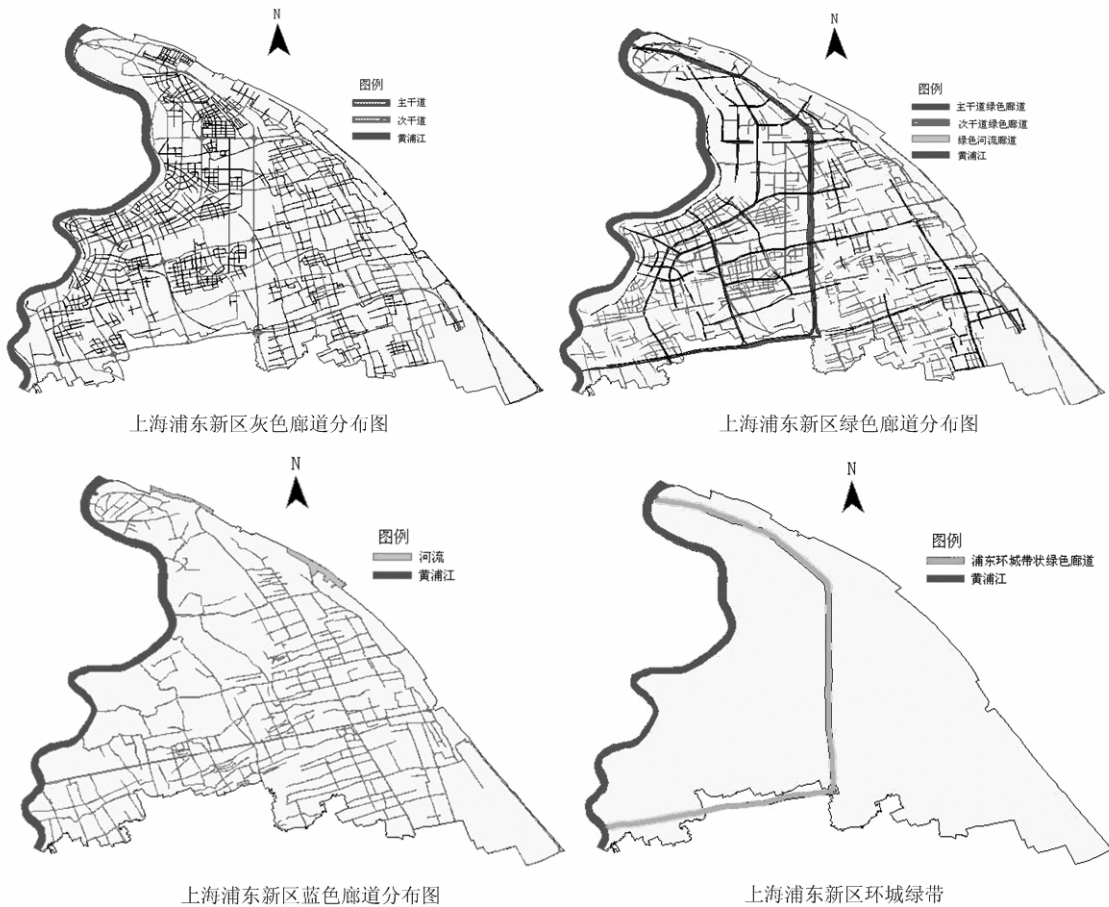 N
图例
主干道
次干道
黄浦江
上海浦东新区灰色廊道分布图
N
图例
主干道绿色廊道
次干道绿色廊道
绿色河流廊道
黄浦江
上海浦东新区绿色廊道分布图
N
图例
河流
黄浦江
上海浦东新区蓝色廊道分布图
N
图例
浦东环城带状绿色廊道
黄浦江
上海浦东新区环城绿带